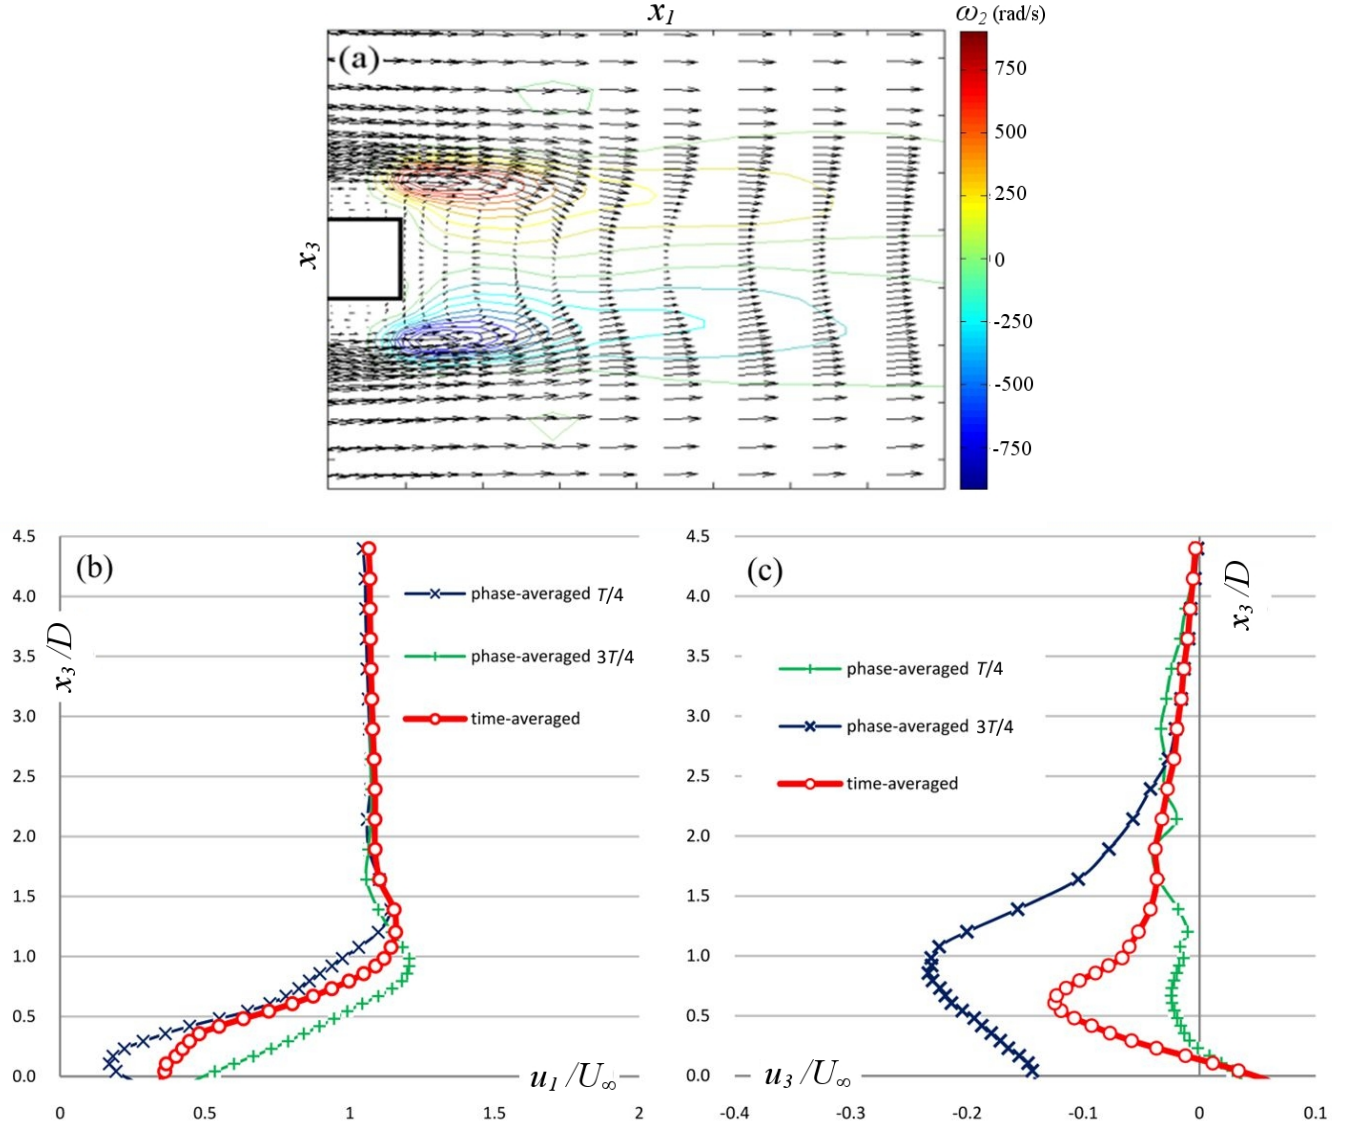 x₁
ω₂ (rad/s)
(a)
x₃
750
500
250
0
-250
-500
-750
(b)
4.5
4.0
3.5
3.0
2.5
2.0
1.5
1.0
0.5
0.0
x₃ /D
phase-averaged T/4
phase-averaged 3T/4
time-averaged
u₁ /U∞
0 0.5 1 1.5 2
(c)
4.5
4.0
3.5
3.0
2.5
2.0
1.5
1.0
0.5
0.0
x₃ /D
phase-averaged T/4
phase-averaged 3T/4
time-averaged
u₃ /U∞
-0.4 -0.3 -0.2 -0.1 0 0.1